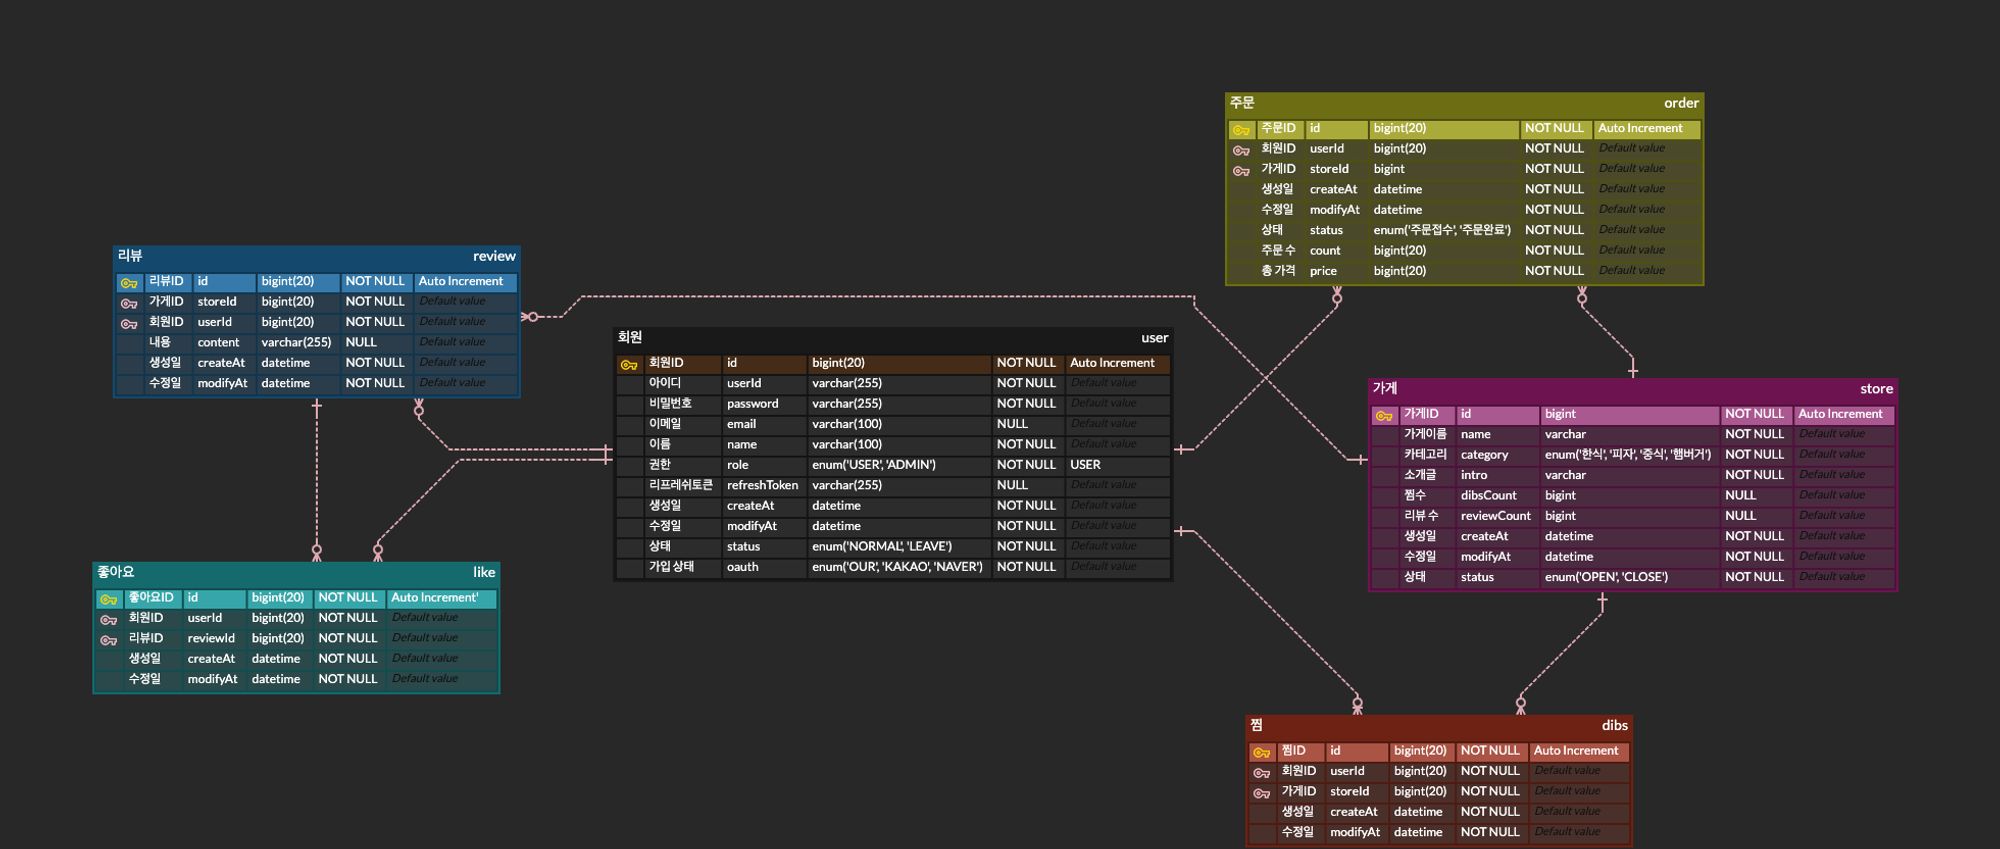 주문 order
주문ID id bigint(20) NOT NULL Auto Increment
회원ID userId bigint(20) NOT NULL Default value
가게ID storeId bigint NOT NULL Default value
생성일 createAt datetime NOT NULL Default value
수정일 modifyAt datetime NOT NULL Default value
상태 status enum('주문접수', '주문완료') NOT NULL Default value
주문 수 count bigint(20) NOT NULL Default value
총 가격 price bigint(20) NOT NULL Default value
리뷰 review
리뷰ID id bigint(20) NOT NULL Auto Increment
가게ID storeId bigint(20) NOT NULL Default value
회원ID userId bigint(20) NOT NULL Default value
내용 content varchar(255) NULL Default value
생성일 createAt datetime NOT NULL Default value
수정일 modifyAt datetime NOT NULL Default value
회원 user
회원ID id bigint(20) NOT NULL Auto Increment
아이디 userId varchar(255) NOT NULL Default value
비밀번호 password varchar(255) NOT NULL Default value
이메일 email varchar(100) NULL Default value
이름 name varchar(100) NOT NULL Default value
권한 role enum('USER', 'ADMIN') NOT NULL USER
리프레쉬토큰 refreshToken varchar(255) NULL Default value
생성일 createAt datetime NOT NULL Default value
수정일 modifyAt datetime NOT NULL Default value
상태 status enum('NORMAL', 'LEAVE') NOT NULL Default value
가입 상태 oauth enum('OUR', 'KAKAO', 'NAVER') NOT NULL Default value
가게 store
가게ID id bigint NOT NULL Auto Increment
가게이름 name varchar NOT NULL Default value
카테고리 category enum('한식', '피자', '중식', '햄버거') NOT NULL Default value
소개글 intro varchar NOT NULL Default value
찜수 dibsCount bigint NULL Default value
리뷰 수 reviewCount bigint NULL Default value
생성일 createAt datetime NOT NULL Default value
수정일 modifyAt datetime NOT NULL Default value
상태 status enum('OPEN', 'CLOSE') NOT NULL Default value
좋아요 like
좋아요ID id bigint(20) NOT NULL Auto Increment'
회원ID userId bigint(20) NOT NULL Default value
리뷰ID reviewId bigint(20) NOT NULL Default value
생성일 createAt datetime NOT NULL Default value
수정일 modifyAt datetime NOT NULL Default value
찜 dibs
찜ID id bigint(20) NOT NULL Auto Increment
회원ID userId bigint(20) NOT NULL Default value
가게ID storeId bigint(20) NOT NULL Default value
생성일 createAt datetime NOT NULL Default value
수정일 modifyAt datetime NOT NULL Default value